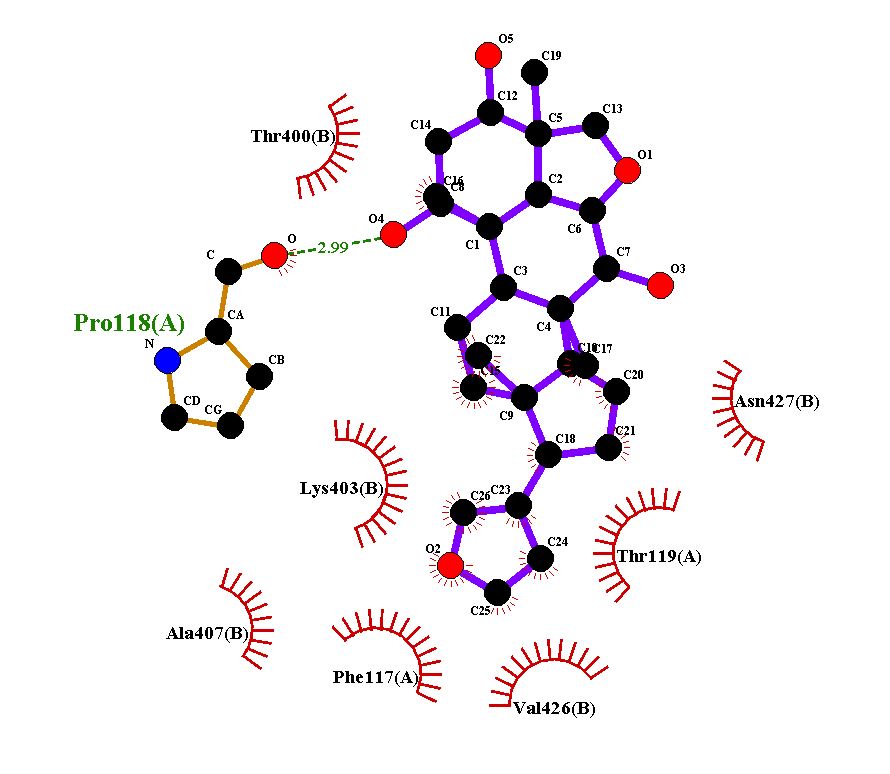 O5
C19
C12
C13
C14
C5
Thr400(B)
O1
C16
C8
C2
O4
C6
C1
O
2.99
C
C7
O3
C3
Pro118(A)
CA
C11
C4
N
C22
C17
CB
C15
C20
CD
CG
C9
Asn427(B)
C18
C21
Lys403(B)
C26
C23
O2
C24
Thr119(A)
C25
Ala407(B)
Phe117(A)
Val426(B)